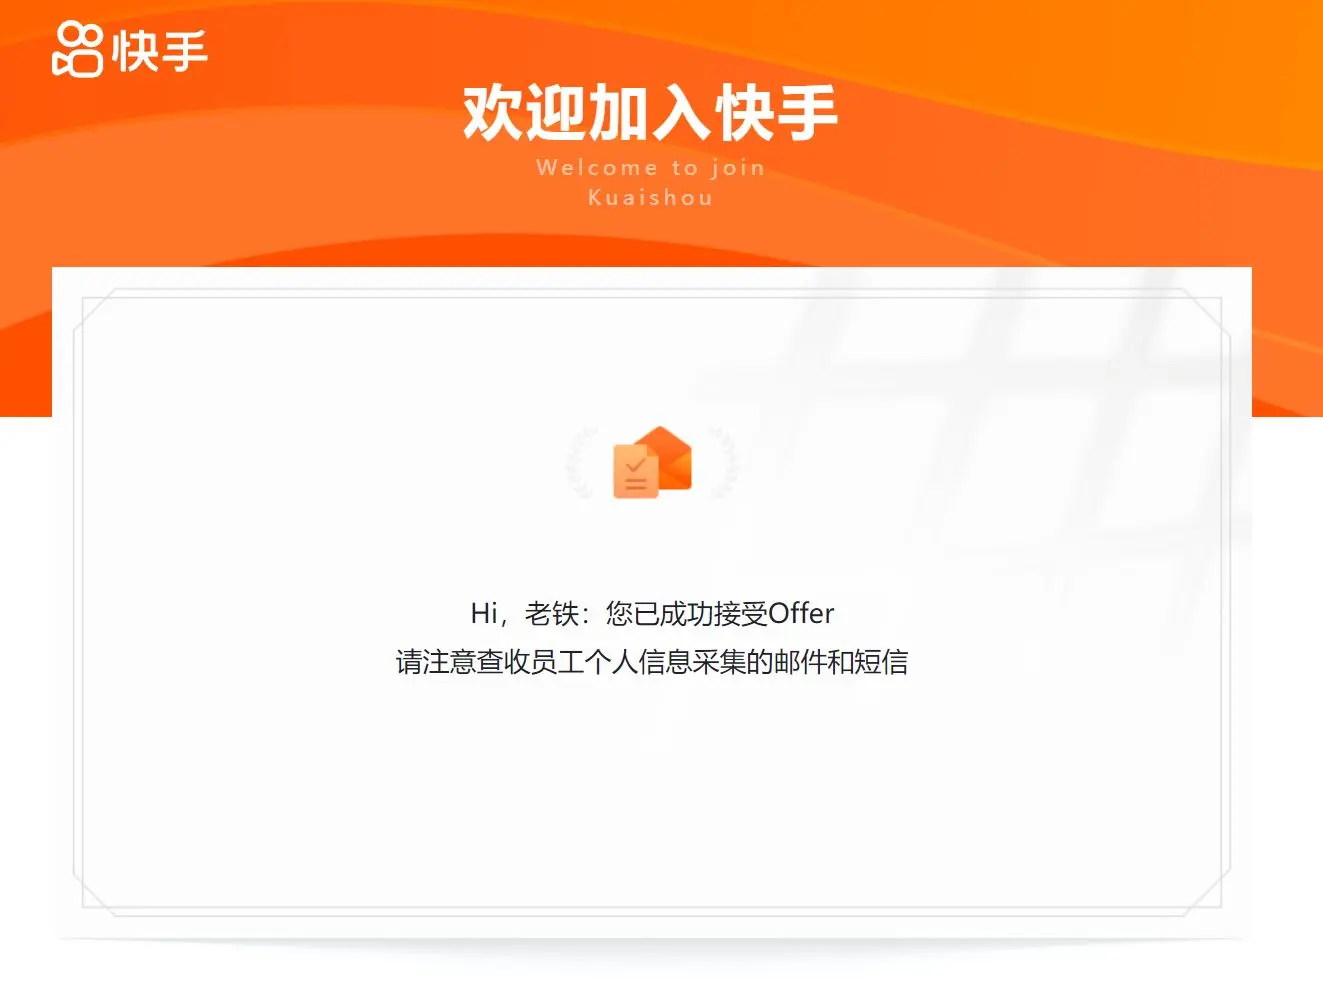 快手
欢迎加入快手
Welcome to join
Kuaishou
Hi，老铁：您已成功接受Offer
请注意查收员工个人信息采集的邮件和短信